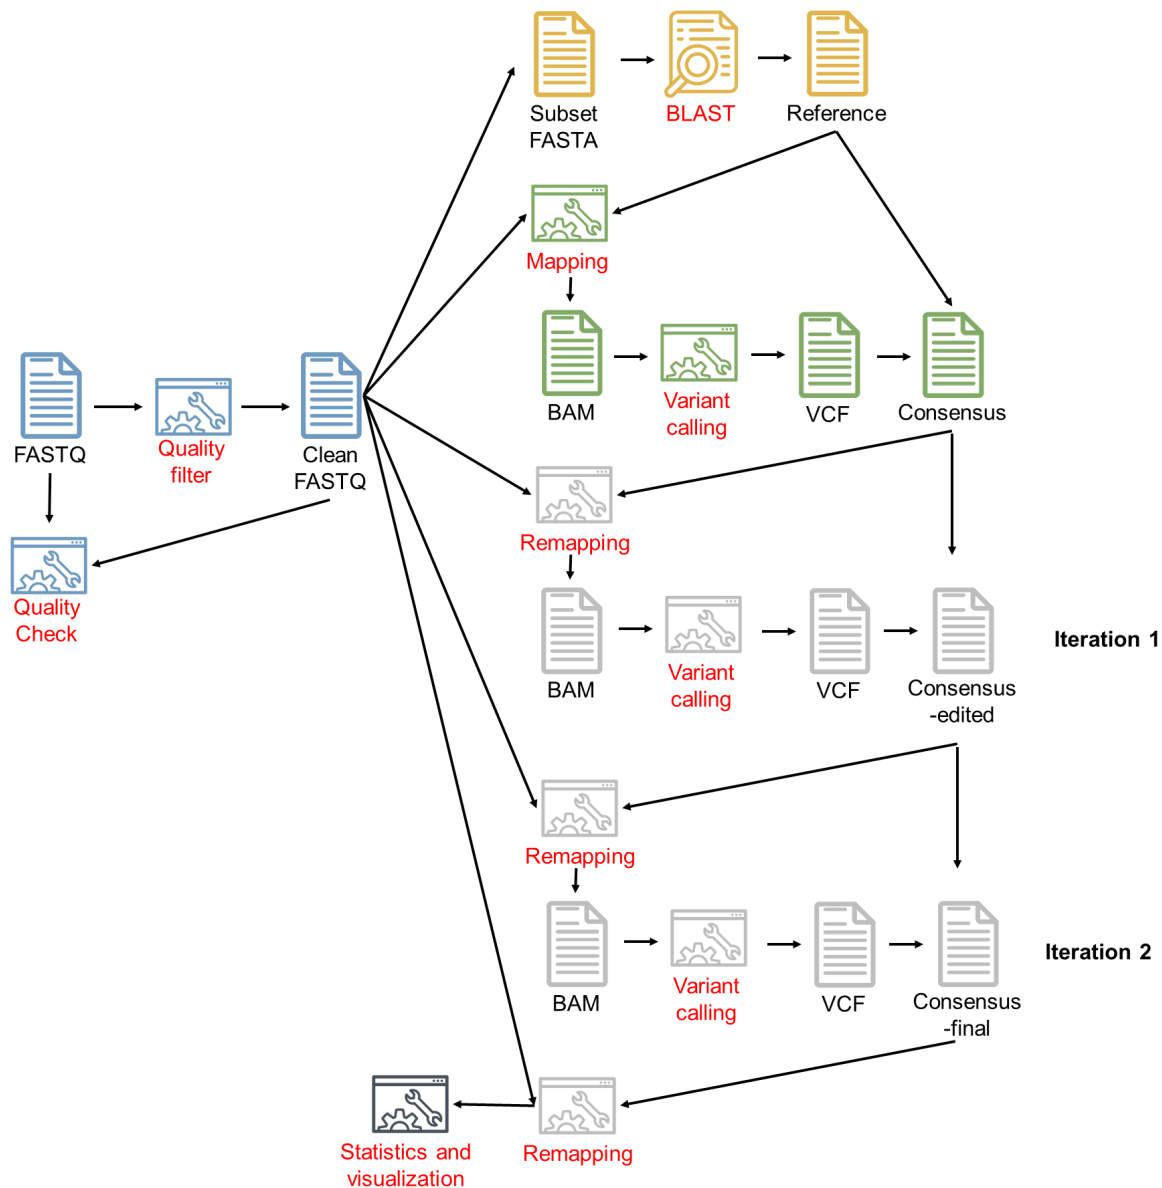 Subset
FASTA
BLAST
Reference
Mapping
BAM
Variant
calling
VCF
Consensus
FASTQ
Quality
filter
Clean
FASTQ
Quality
Check
Remapping
BAM
Variant
calling
VCF
Consensus
-edited
Iteration 1
Remapping
BAM
Variant
calling
VCF
Consensus
-final
Iteration 2
Statistics and
visualization
Remapping